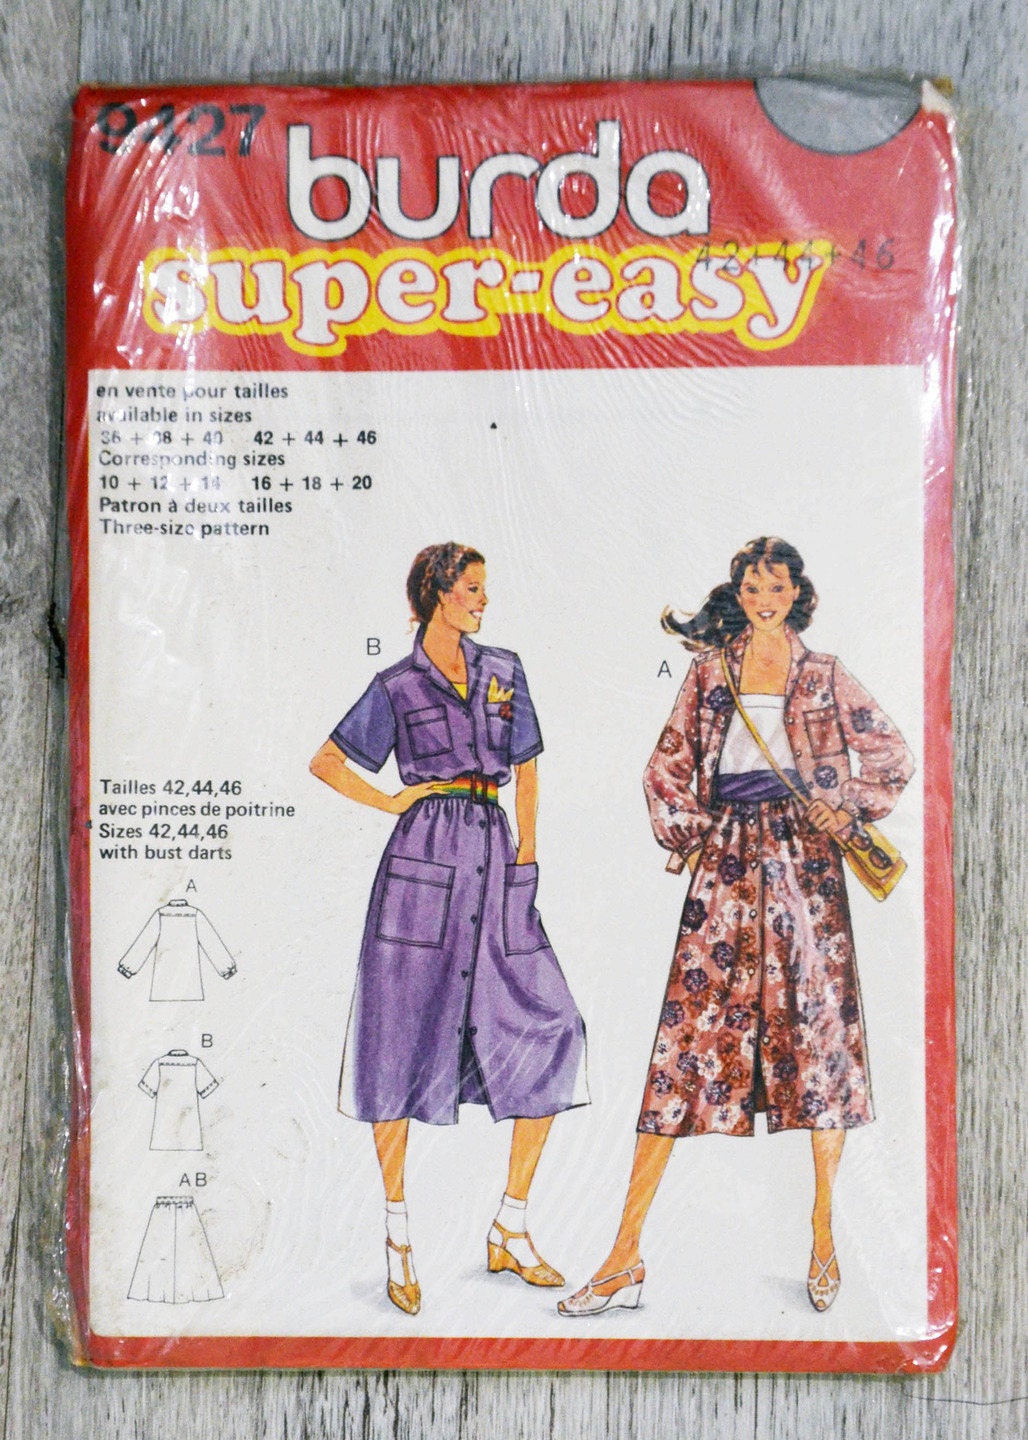 9427
burda
super-easy
42+44+46
en vente pour tailles
available in sizes
36 + 38 + 40 42 + 44 + 46
Corresponding sizes
10 + 12 + 14 16 + 18 + 20
Patron à deux tailles
Three-size pattern
B
A
Tailles 42,44,46
avec pinces de poitrine
Sizes 42,44,46
with bust darts
A
B
A B